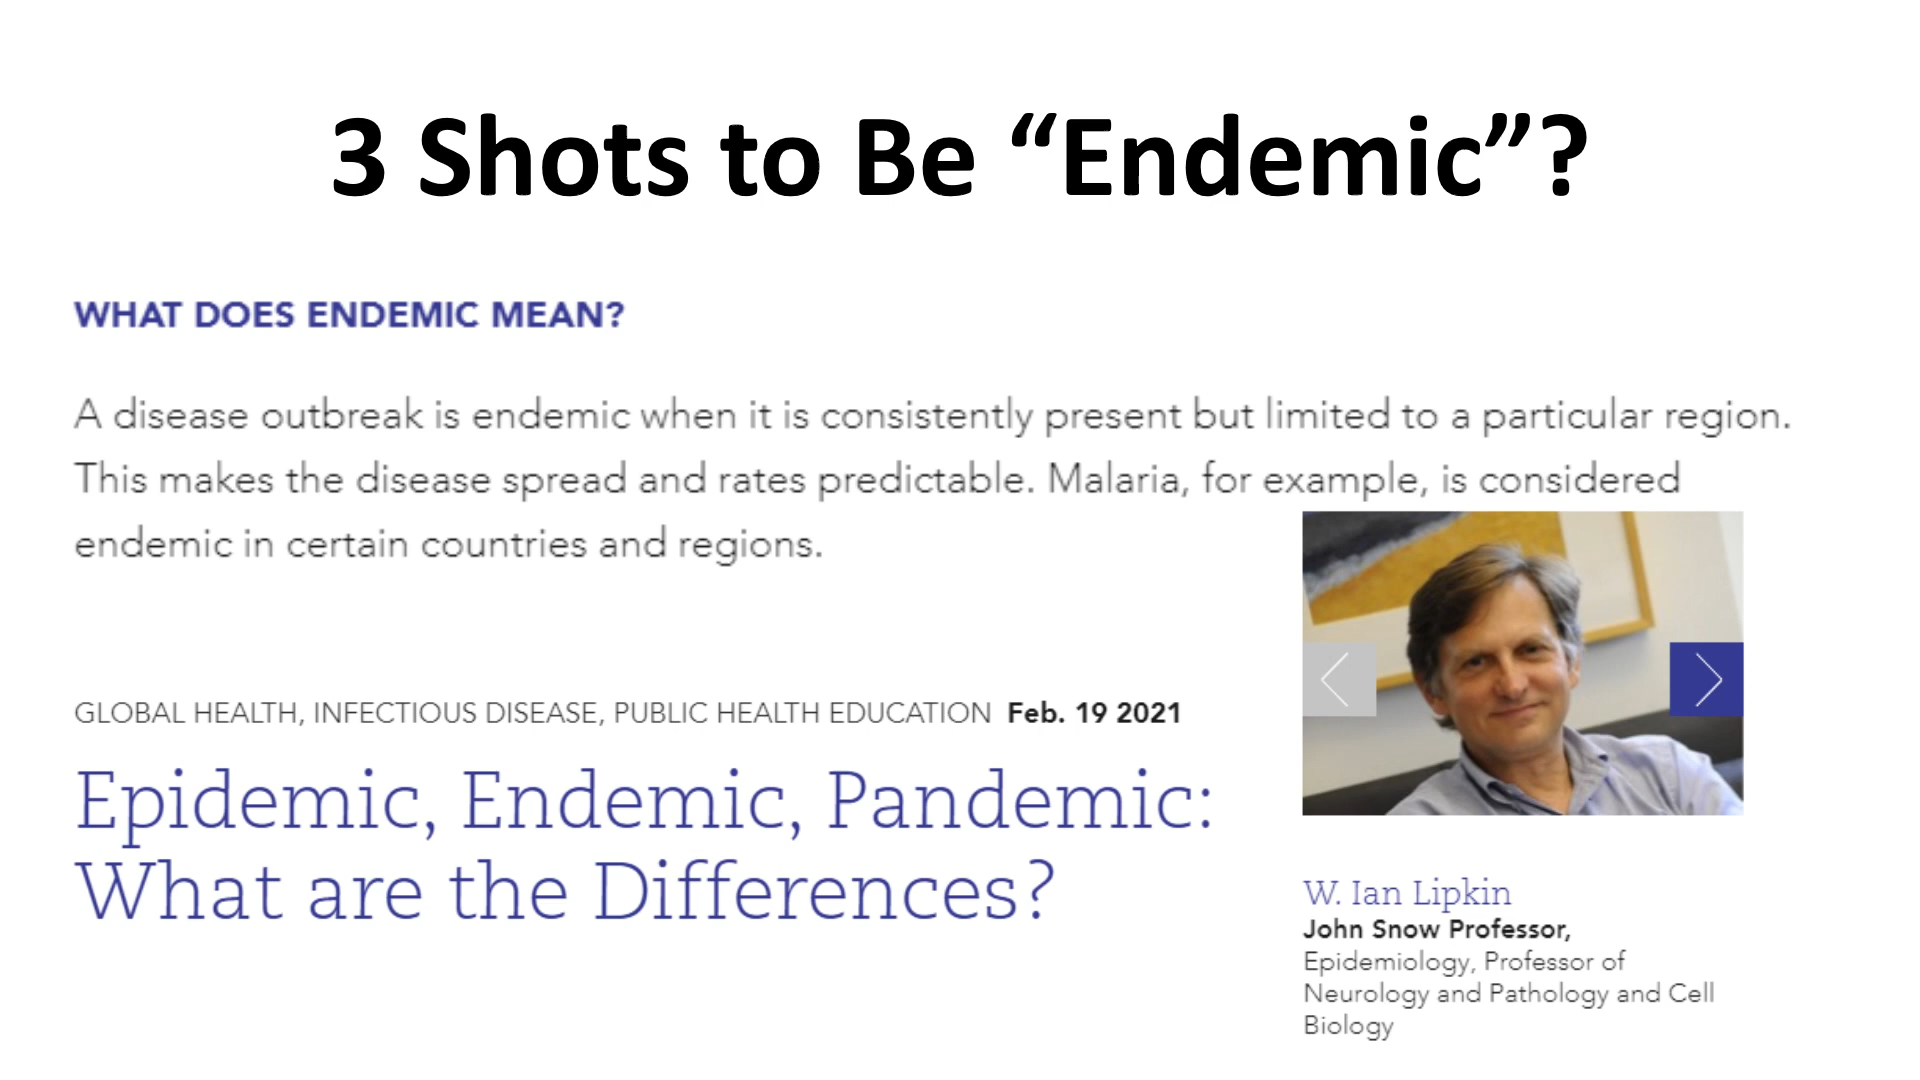 3 Shots to Be “Endemic”?
WHAT DOES ENDEMIC MEAN?
A disease outbreak is endemic when it is consistently present but limited to a particular region.
This makes the disease spread and rates predictable. Malaria, for example, is considered
endemic in certain countries and regions.
GLOBAL HEALTH, INFECTIOUS DISEASE, PUBLIC HEALTH EDUCATION Feb. 19 2021
Epidemic, Endemic, Pandemic:
What are the Differences?
W. Ian Lipkin
John Snow Professor,
Epidemiology, Professor of
Neurology and Pathology and Cell
Biology